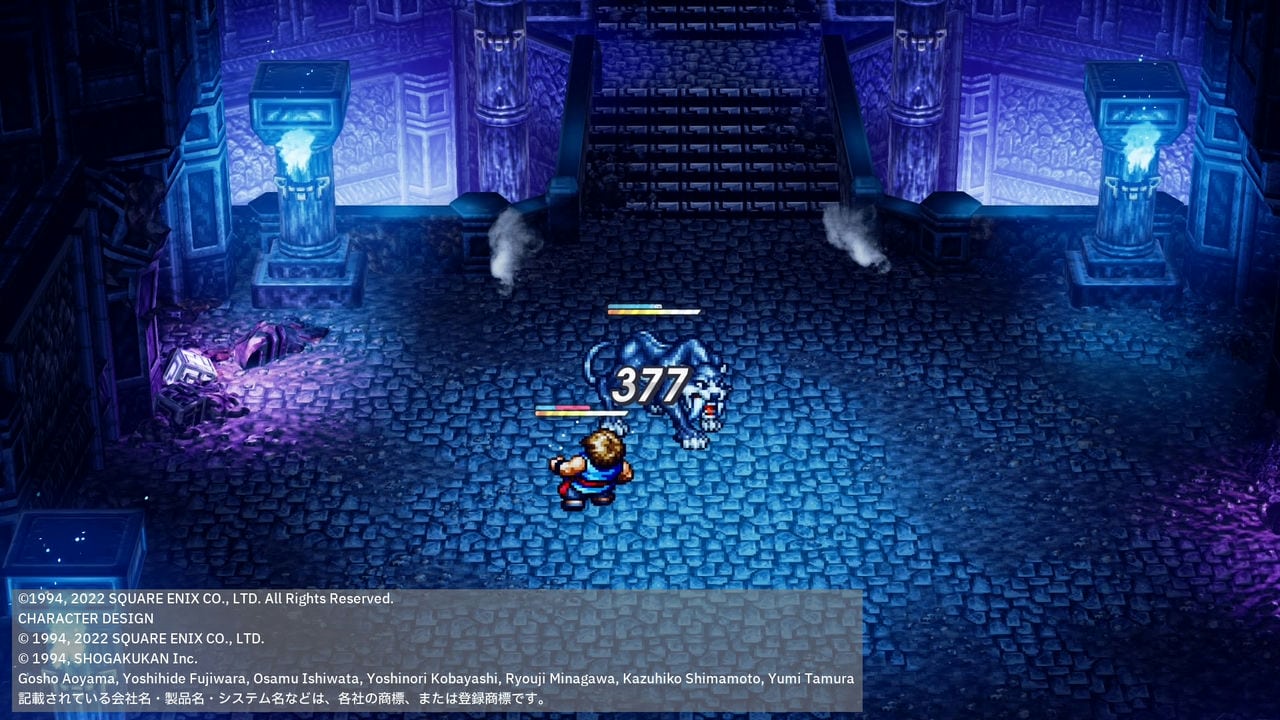 377
©1994, 2022 SQUARE ENIX CO., LTD. All Rights Reserved.
CHARACTER DESIGN
© 1994, 2022 SQUARE ENIX CO., LTD.
© 1994, SHOGAKUKAN Inc.
Gosho Aoyama, Yoshihide Fujiwara, Osamu Ishiwata, Yoshinori Kobayashi, Ryouji Minagawa, Kazuhiko Shimamoto, Yumi Tamura
記載されている会社名・製品名・システム名などは、各社の商標、または登録商標です。